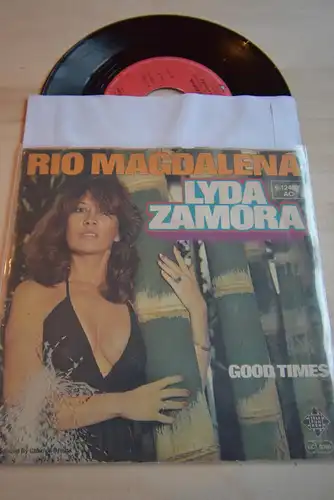 RIO MAGDALENA
LYDA
ZAMORA
GOOD TIMES